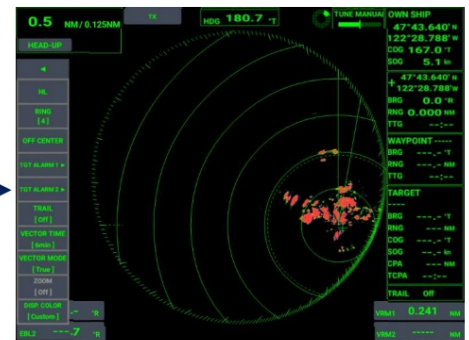 0.5 NM/ 0.125NM
HEAD-UP
TX
HDG 180.7 °T
TUNE MANUAL
◄
HL
RING
[ 4 ]
OFF CENTER
TGT ALARM 1 ►
TGT ALARM 2 ►
TRAIL
[ Off ]
VECTOR TIME
[ 6min ]
VECTOR MODE
[ True ]
ZOOM
[ Off ]
DISP COLOR
[ Custom ]
-.- °R
EBL2 ---.7 °R
OWN SHIP
47°43.640' N
122°28.788'W
COG 167.0 °T
SOG 5.1 kn
+ 47°43.640' N
122°28.788'W
BRG 0.0 °R
RNG 0.000 NM
TTG --:--
WAYPOINT -----
BRG ---.- °T
RNG ---.-- NM
TTG --:--
TARGET
----
BRG ---.- °T
RNG --- NM
COG ---.- °T
SOG --.- kn
CPA --- NM
TCPA --:--
TRAIL Off
VRM1 0.241 NM
VRM2 ----- NM